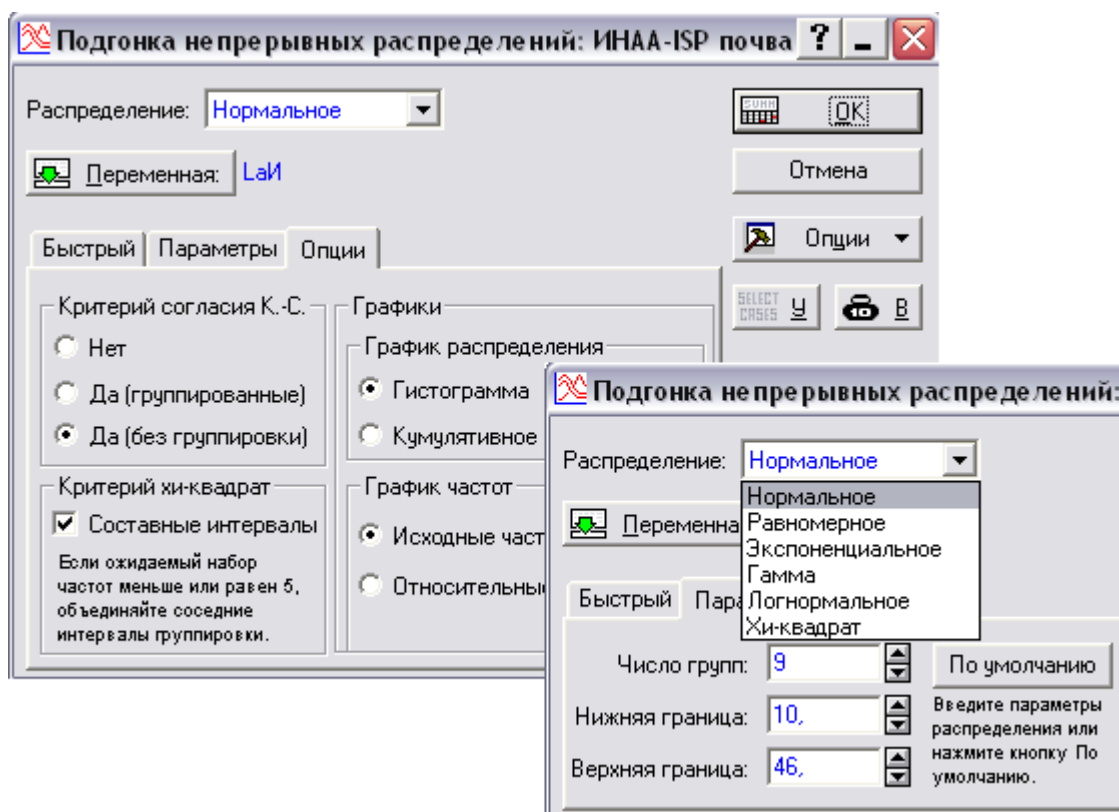 Подгонка непрерывных распределений: ИНАА-ISP почва
Распределение: Нормальное
OK
Переменная: LaИ
Отмена
Опции
Быстрый Параметры Опции
SELECT CASES У
В
Критерий согласия К.-С.
Нет
Да (группированные)
Да (без группировки)
Критерий хи-квадрат
Составные интервалы
Если ожидаемый набор
частот меньше или равен 5,
объединяйте соседние
интервалы группировки.
Графики
График распределения
Гистограмма
Кумулятивное
График частот
Исходные част
Относительны
Подгонка непрерывных распределений:
Распределение: Нормальное
Нормальное
Равномерное
Экспоненциальное
Гамма
Логнормальное
Хи-квадрат
Переменна
Быстрый Пара
Число групп: 9
По умолчанию
Нижняя граница: 10,
Верхняя граница: 46,
Введите параметры
распределения или
нажмите кнопку По
умолчанию.